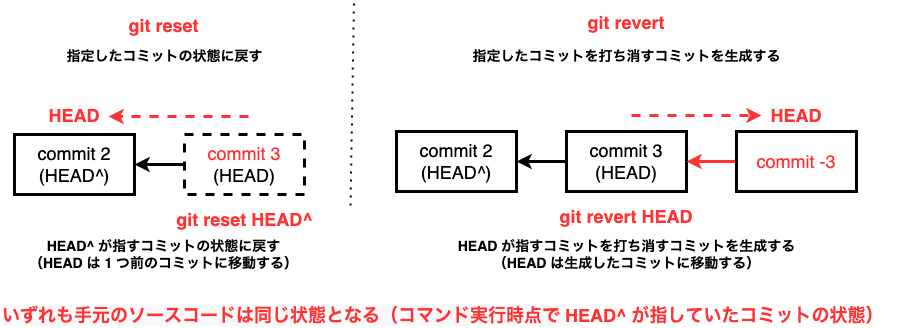 git reset
指定したコミットの状態に戻す
HEAD
commit 2
(HEAD^)
commit 3
(HEAD)
git reset HEAD^
HEAD^ が指すコミットの状態に戻す
（HEAD は 1 つ前のコミットに移動する）
git revert
指定したコミットを打ち消すコミットを生成する
HEAD
commit 2
(HEAD^)
commit 3
(HEAD)
commit -3
git revert HEAD
HEAD が指すコミットを打ち消すコミットを生成する
（HEAD は生成したコミットに移動する）
いずれも手元のソースコードは同じ状態となる（コマンド実行時点で HEAD^ が指していたコミットの状態）